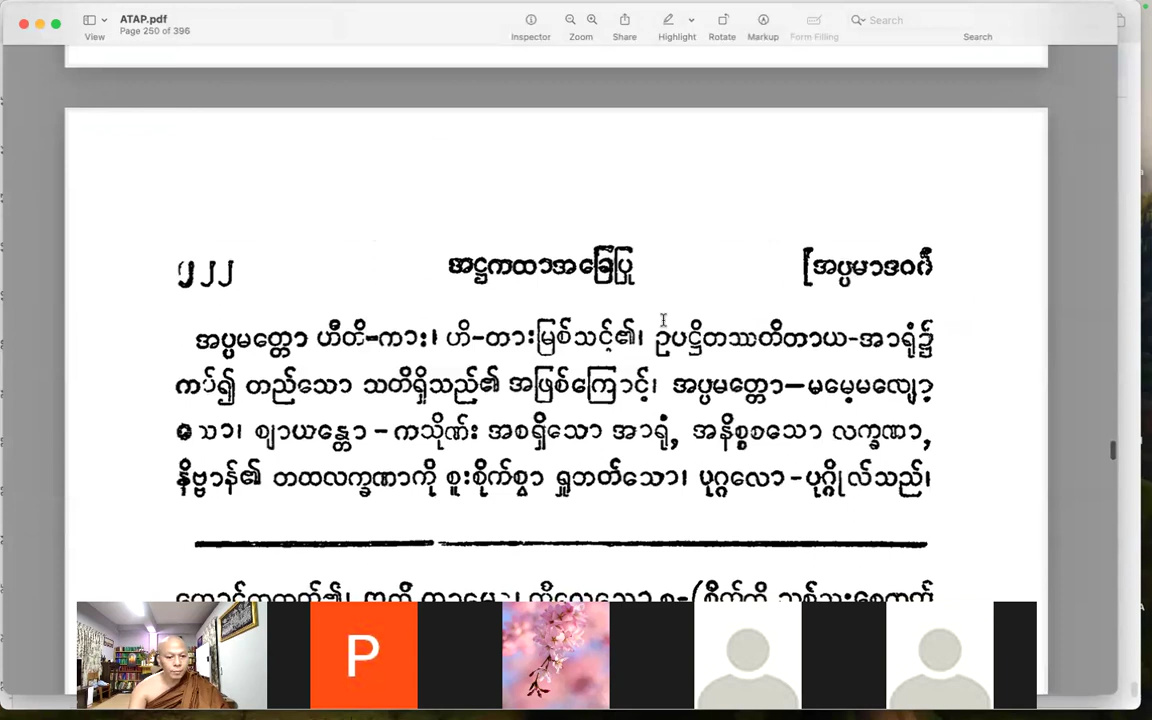 ATAP.pdf
Page 250 of 396
View
Inspector
Zoom
Share
Highlight
Rotate
Markup
Form Filling
Search
Search
၅၂၂ အဋ္ဌကထာအခြေပြု [အပ္ပမာဒဝဂ်
အပ္ပမတ္တော ဟီတိ-ကား၊ ဟိ-တားမြစ်သင့်၏၊ ဥပဋ္ဌိတဿတိတာယ-အာရုံ၌
ကပ်၍ တည်သော သတိရှိသည်၏ အဖြစ်ကြောင့်၊ အပ္ပမတ္တော–မမေ့မလျော့
သော၊ ဈာယန္တော - ကသိုဏ်း အစရှိသော အာရုံ, အနိစ္စစသော လက္ခဏာ,
နိဗ္ဗာန်၏ တထလက္ခဏာကို စူးစိုက်စွာ ရှုတတ်သော၊ ပုဂ္ဂလော -ပုဂ္ဂိုလ်သည်၊
P